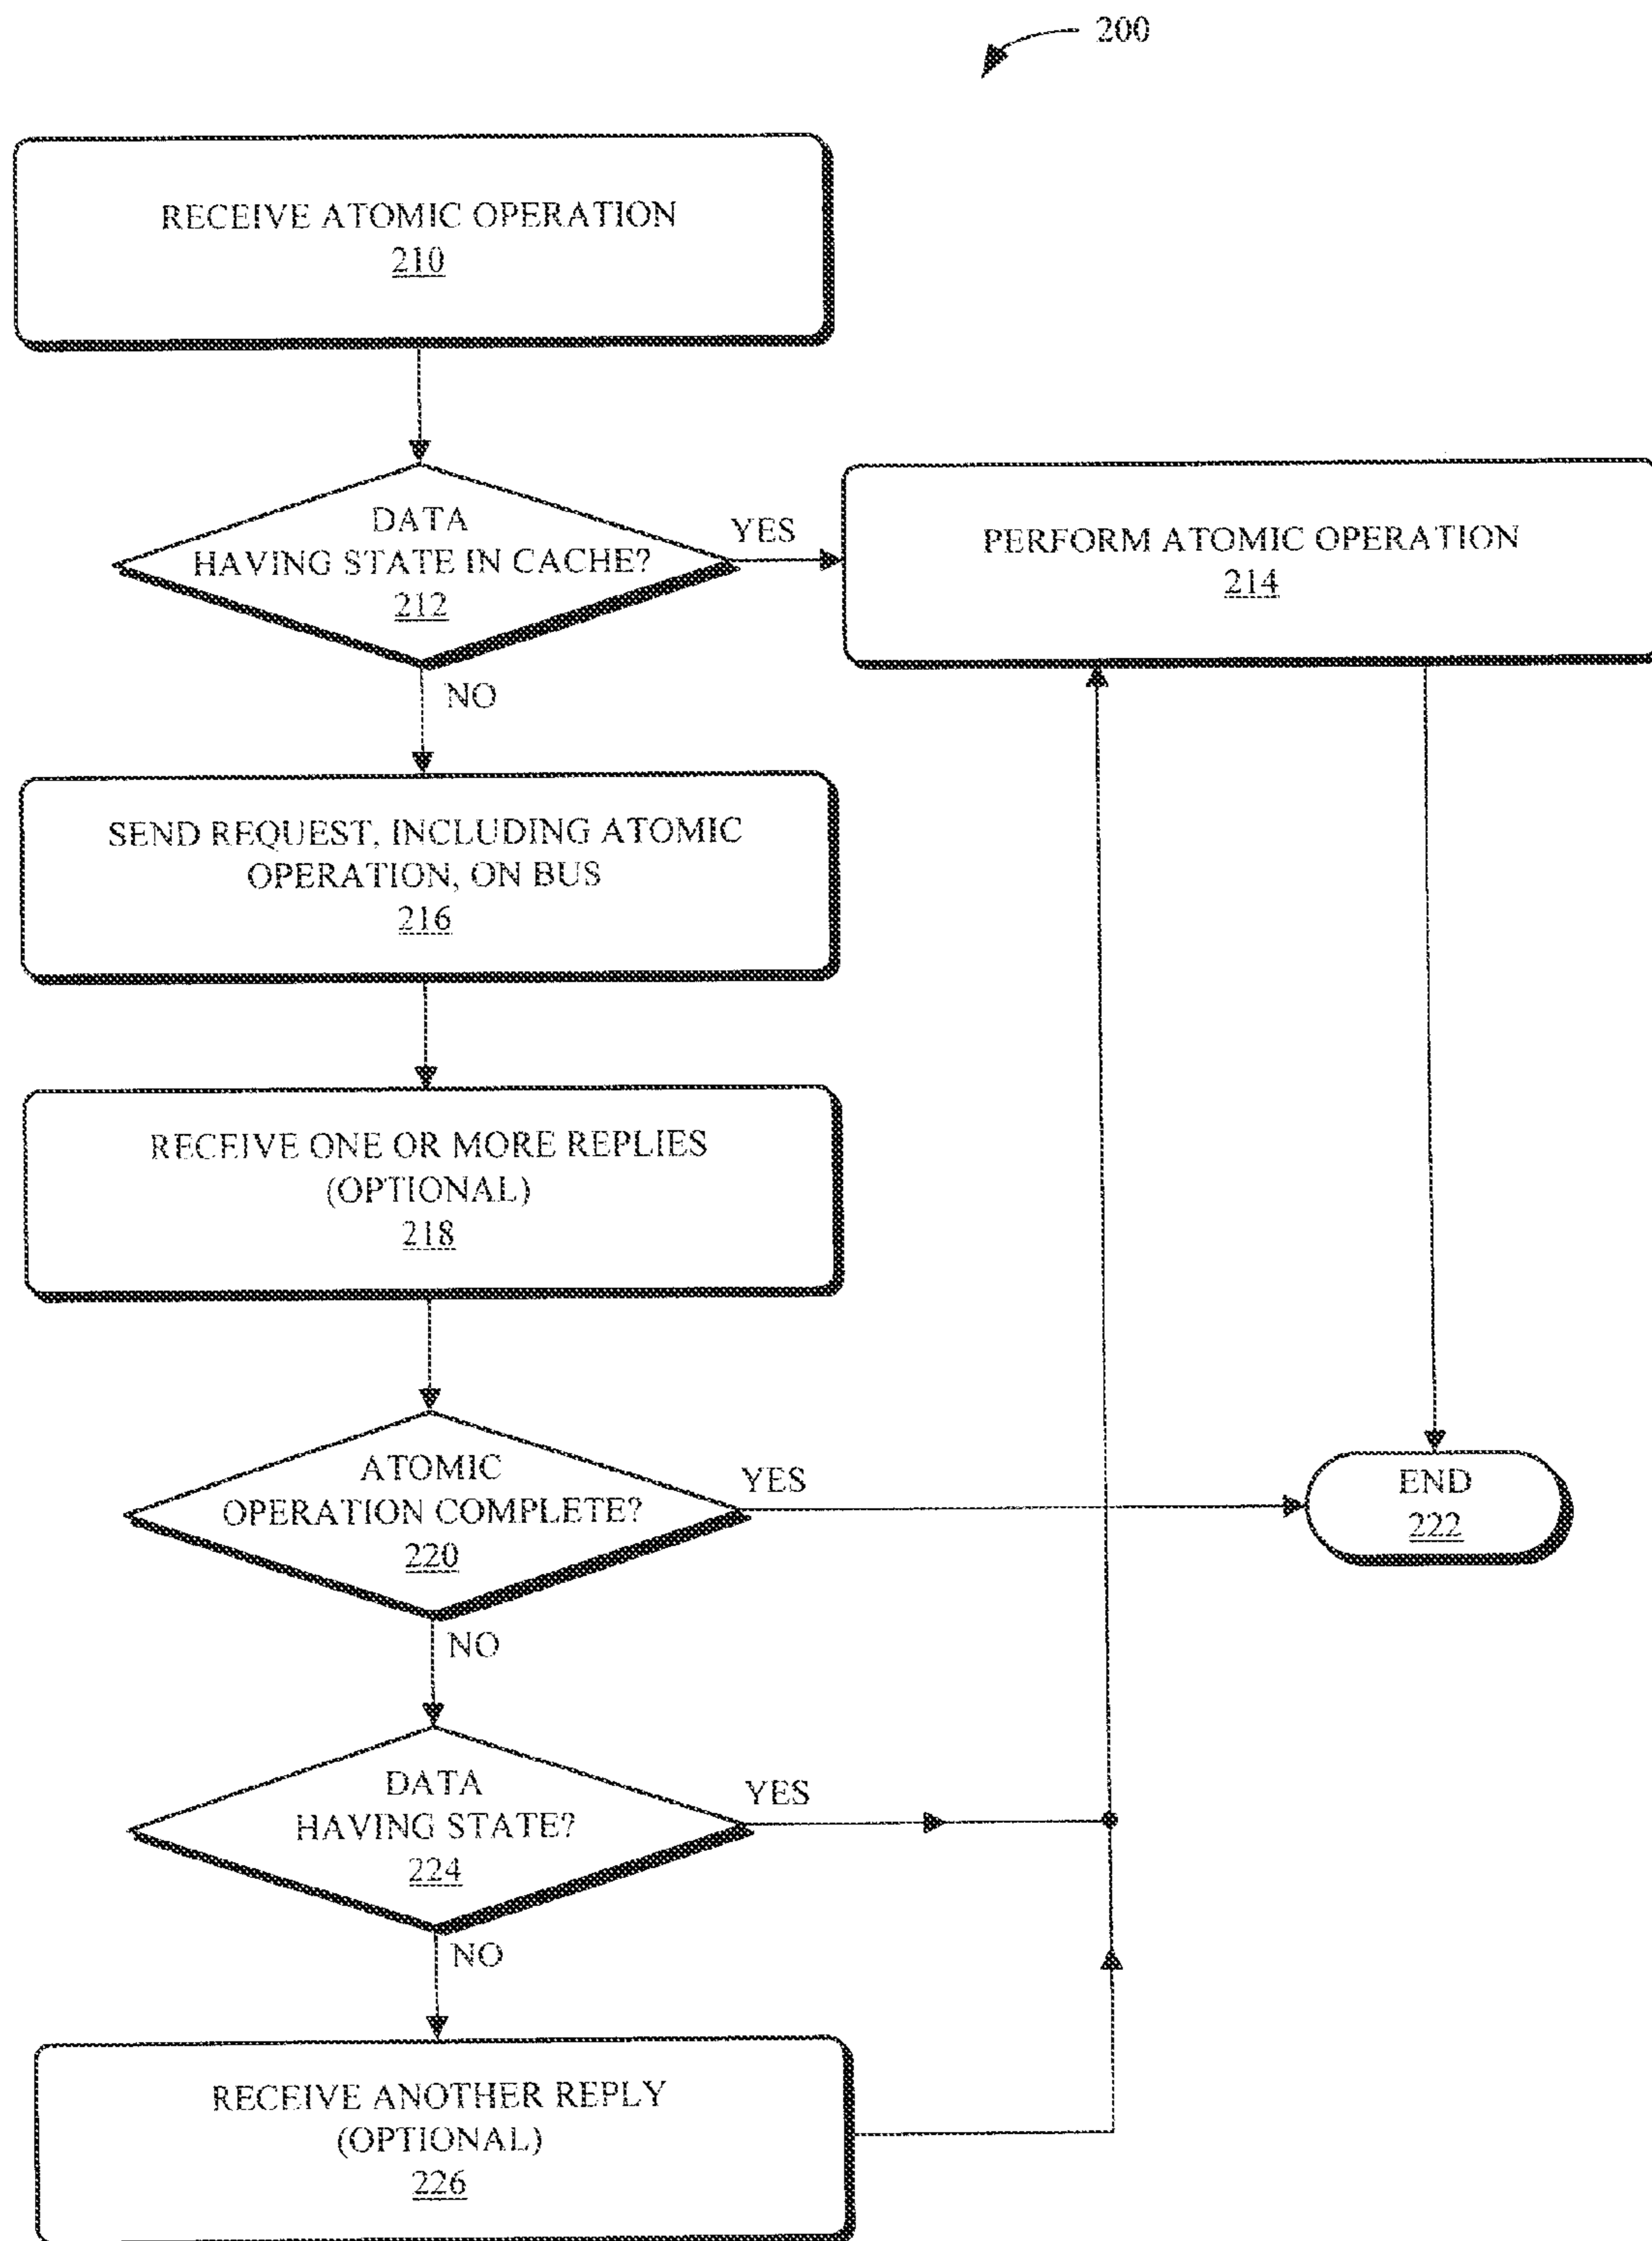 200
RECEIVE ATOMIC OPERATION
210
DATA
HAVING STATE IN CACHE?
212
YES
PERFORM ATOMIC OPERATION
214
NO
SEND REQUEST, INCLUDING ATOMIC
OPERATION, ON BUS
216
RECEIVE ONE OR MORE REPLIES
(OPTIONAL)
218
ATOMIC
OPERATION COMPLETE?
220
YES
END
222
NO
DATA
HAVING STATE?
224
YES
NO
RECEIVE ANOTHER REPLY
(OPTIONAL)
226